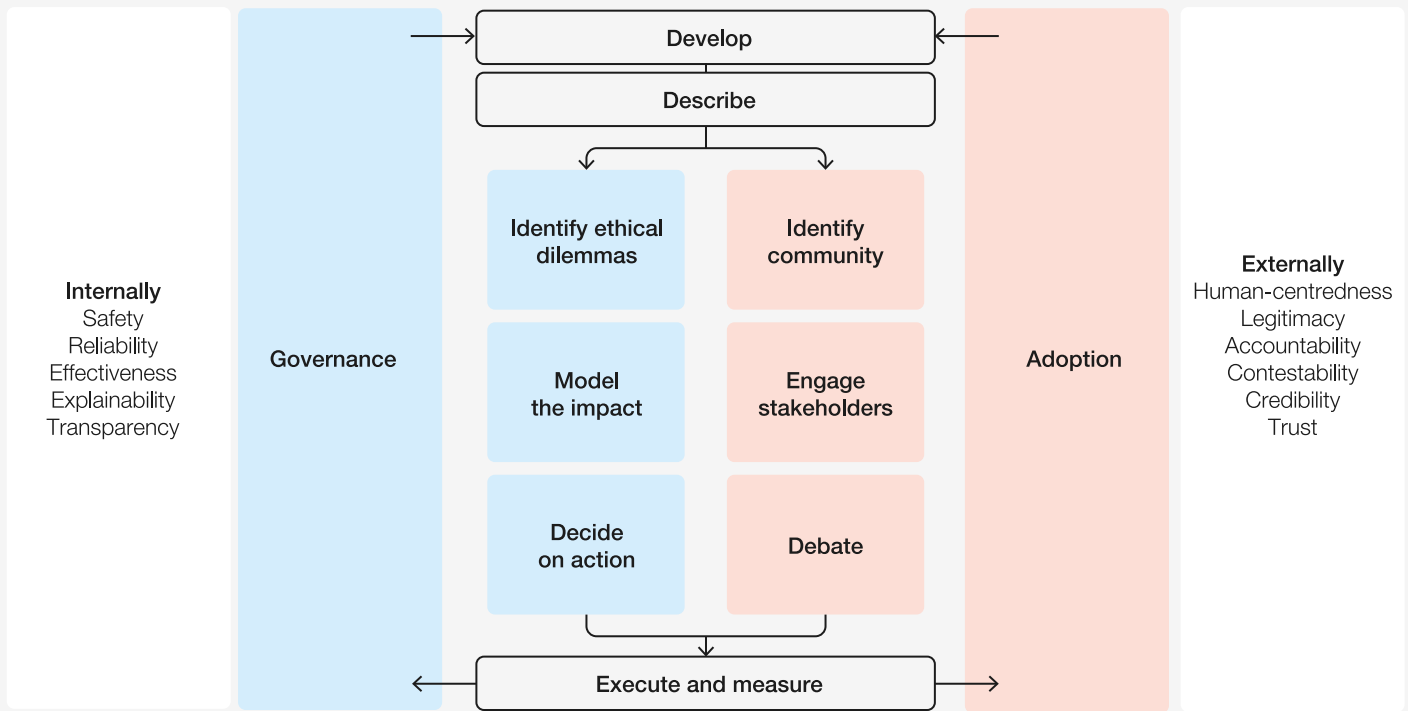 Develop
Describe
Identify ethical
dilemmas
Identify
community
Internally
Safety
Reliability
Effectiveness
Explainability
Transparency
Governance
Model
the impact
Engage
stakeholders
Adoption
Externally
Human-centredness
Legitimacy
Accountability
Contestability
Credibility
Trust
Decide
on action
Debate
Execute and measure